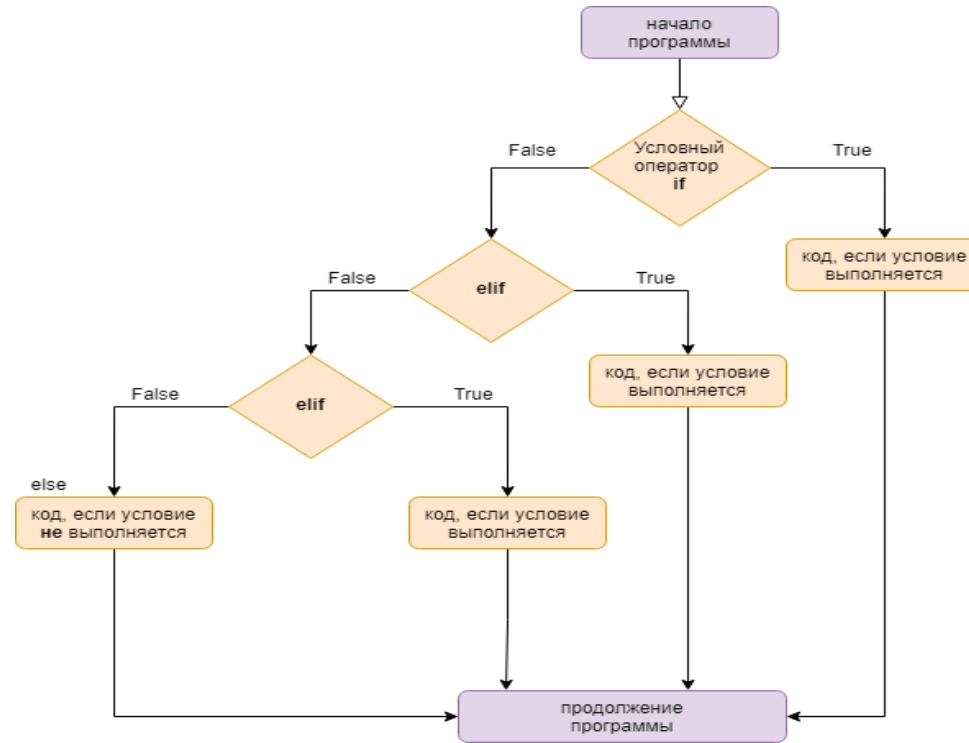 начало
программы
Условный
оператор
if
False
True
код, если условие
выполняется
elif
False
True
код, если условие
выполняется
elif
False
True
else
код, если условие
не выполняется
код, если условие
выполняется
продолжение
программы